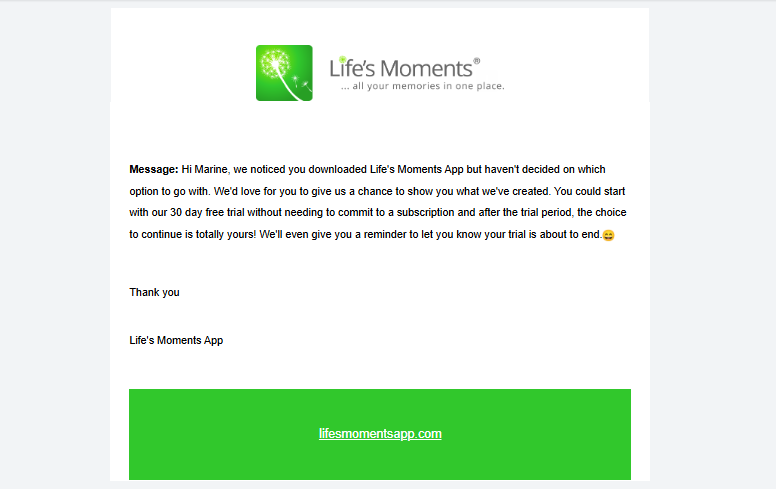 Life's Moments®
... all your memories in one place.
Message: Hi Marine, we noticed you downloaded Life's Moments App but haven't decided on which
option to go with. We'd love for you to give us a chance to show you what we've created. You could start
with our 30 day free trial without needing to commit to a subscription and after the trial period, the choice
to continue is totally yours! We'll even give you a reminder to let you know your trial is about to end.😄
Thank you
Life's Moments App
lifesmomentsapp.com